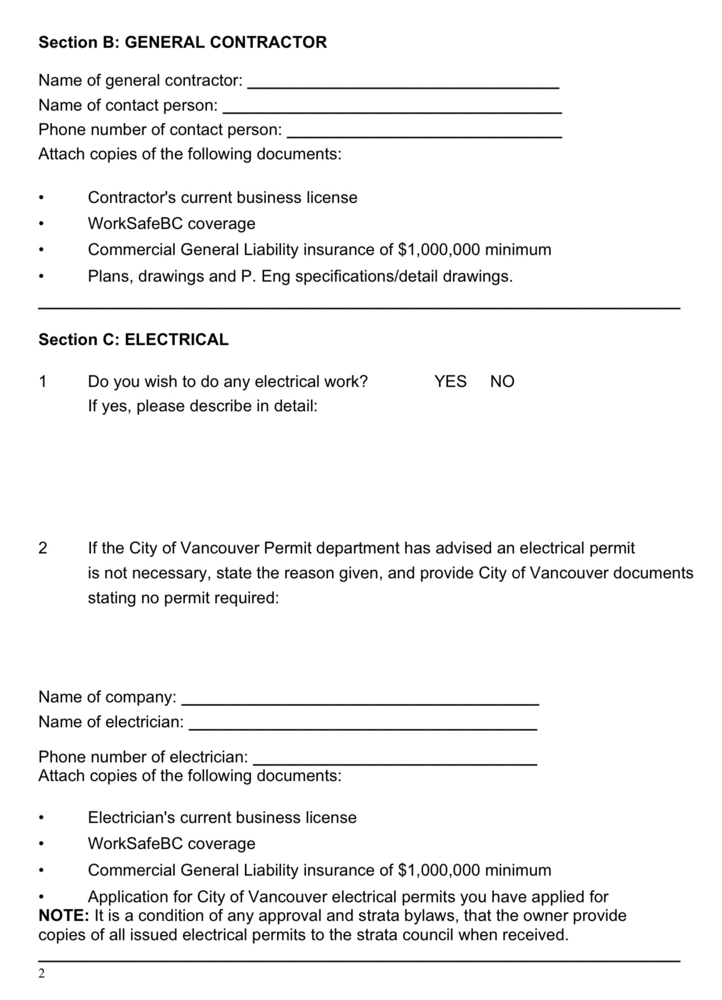 Section B: GENERAL CONTRACTOR
Name of general contractor: ___________________________________
Name of contact person: ______________________________________
Phone number of contact person: _______________________________
Attach copies of the following documents:
• Contractor's current business license
• WorkSafeBC coverage
• Commercial General Liability insurance of $1,000,000 minimum
• Plans, drawings and P. Eng specifications/detail drawings.
Section C: ELECTRICAL
1 Do you wish to do any electrical work? YES NO
If yes, please describe in detail:
2 If the City of Vancouver Permit department has advised an electrical permit
is not necessary, state the reason given, and provide City of Vancouver documents
stating no permit required:
Name of company: ________________________________________
Name of electrician: _______________________________________
Phone number of electrician: ________________________________
Attach copies of the following documents:
• Electrician's current business license
• WorkSafeBC coverage
• Commercial General Liability insurance of $1,000,000 minimum
• Application for City of Vancouver electrical permits you have applied for
NOTE: It is a condition of any approval and strata bylaws, that the owner provide
copies of all issued electrical permits to the strata council when received.
2